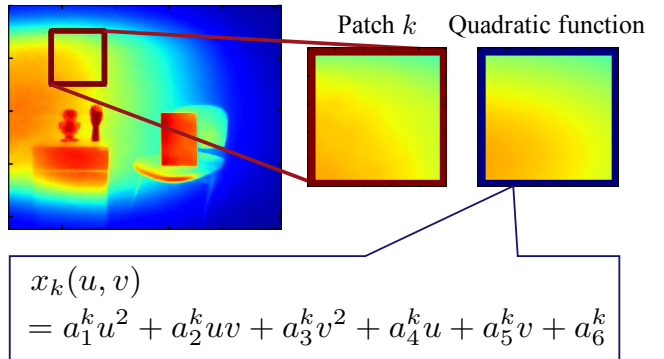 Patch k Quadratic function
x_k(u, v)
= a_1^k u^2 + a_2^k uv + a_3^k v^2 + a_4^k u + a_5^k v + a_6^k